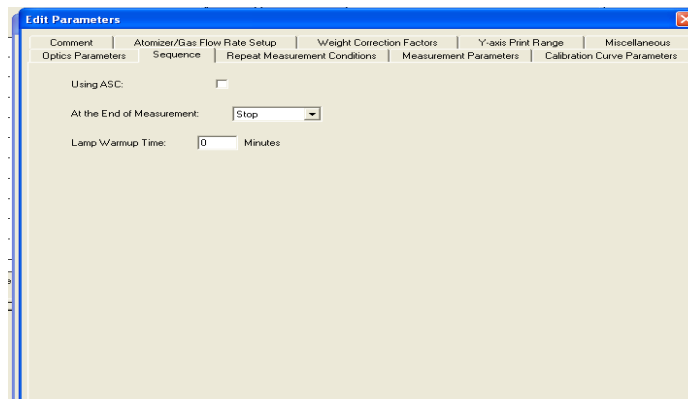 Edit Parameters
Comment Atomizer/Gas Flow Rate Setup Weight Correction Factors Y-axis Print Range Miscellaneous
Optics Parameters Sequence Repeat Measurement Conditions Measurement Parameters Calibration Curve Parameters
Using ASC:
At the End of Measurement: Stop
Lamp Warmup Time: 0 Minutes